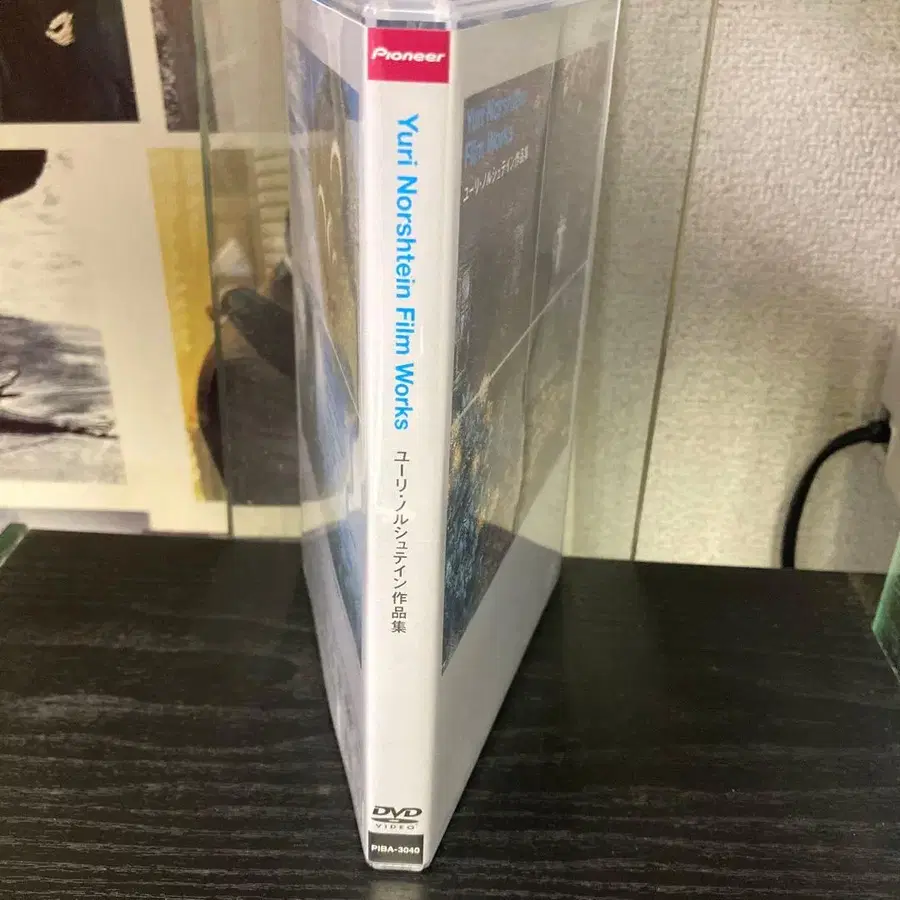 Pioneer
Yuri Norshtein Film Works
ユーリ・ノルシュテイン作品集
DVD
VIDEO
PIBA-3040
Yuri Norshtein
Film Works
ユーリ・ノルシュテイン作品集